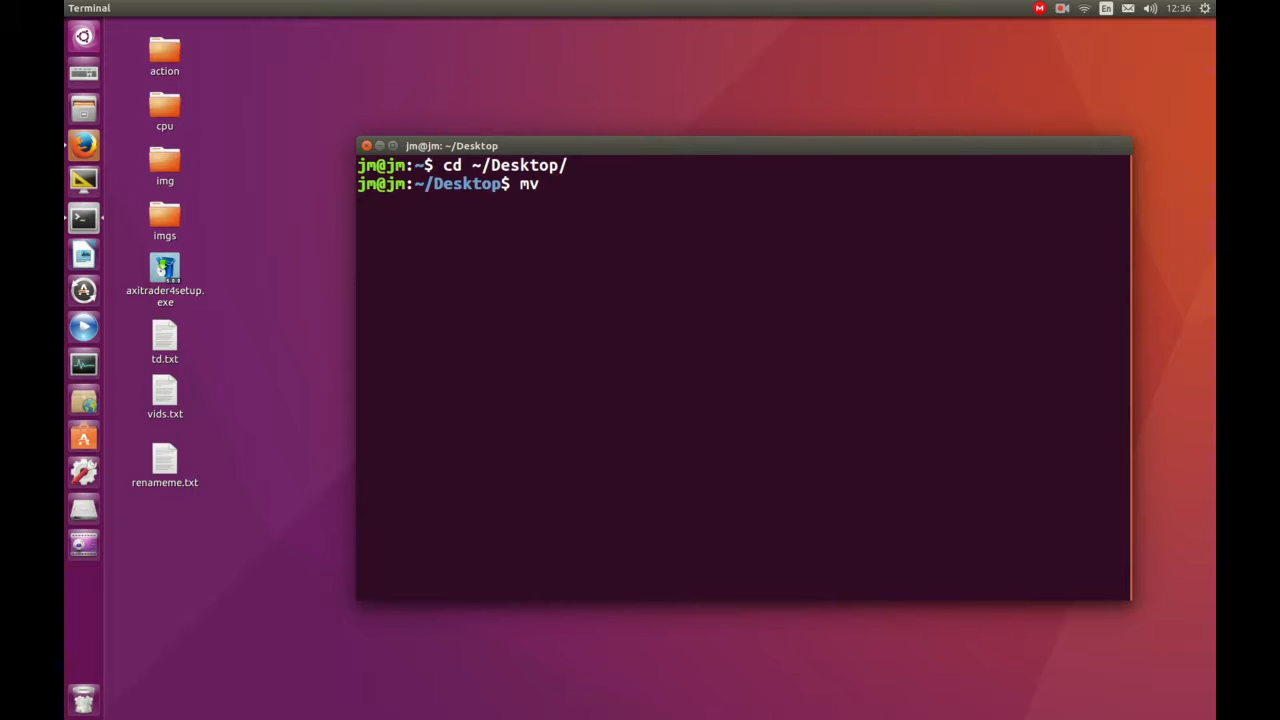 Terminal
M
En
12:36
action
cpu
img
imgs
axitrader4setup.
exe
td.txt
vids.txt
renameme.txt
jm@jm: ~/Desktop
jm@jm:~$ cd ~/Desktop/
jm@jm:~/Desktop$ mv